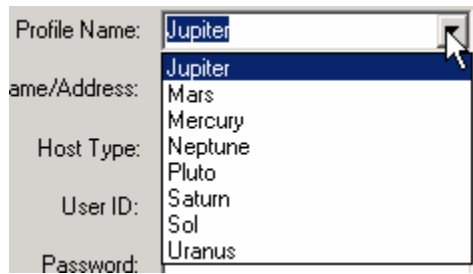 Profile Name: Jupiter
Jupiter
ame/Address:
Mars
Mercury
Host Type: Neptune
Pluto
User ID: Saturn
Sol
Uranus
Password: